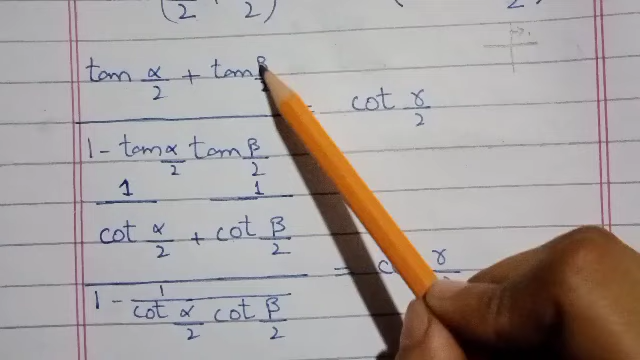 tan α/2 + tan β
= cot γ/2
1 - tan α/2 tan β/2
1 1
cot α/2 + cot β/2
= γ
1 - 1
cot α/2 cot β/2